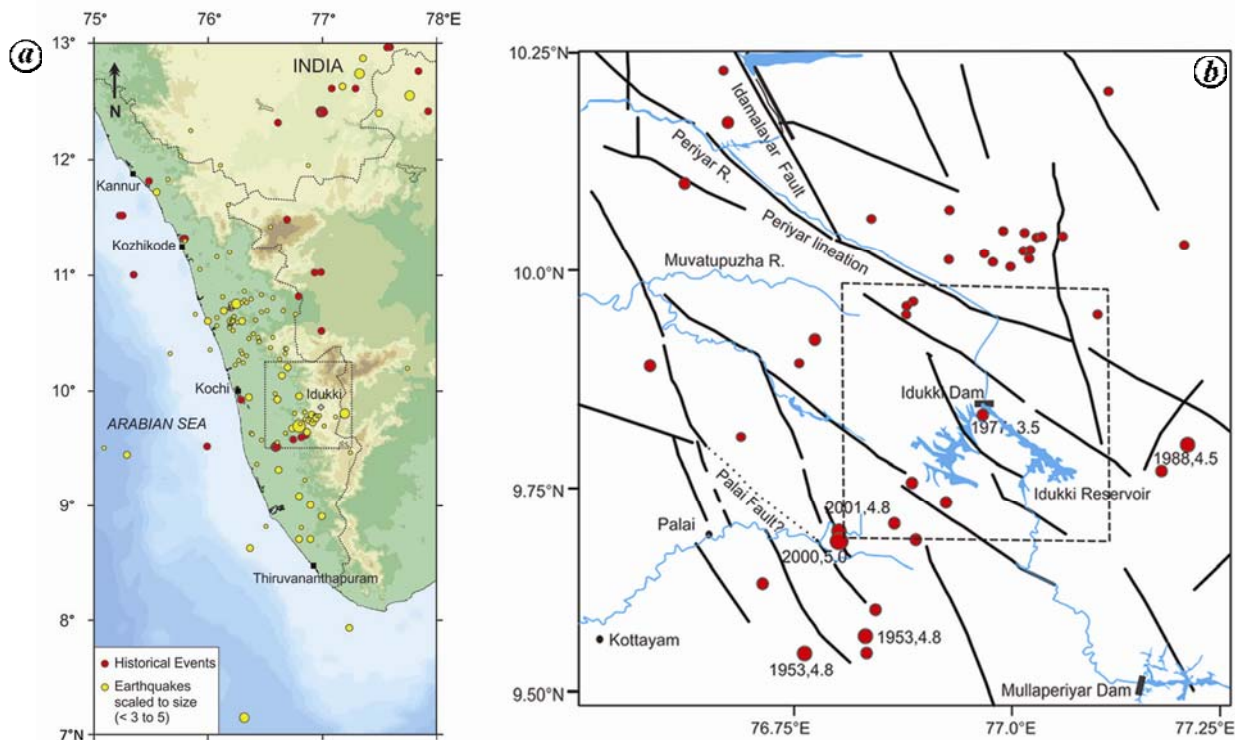 a
75°
76°
77°
78°E
13°
12°
11°
10°
9°
8°
7°N
N
INDIA
Kannur
Kozhikode
Kochi
Idukki
ARABIAN SEA
Thiruvananthapuram
Historical Events
Earthquakes
scaled to size
(< 3 to 5)
b
10.25°N
10.0°N
9.75°N
9.50°N
76.75°E
77.0°E
77.25°E
Idamalayar Fault
Periyar R.
Periyar lineation
Muvatupuzha R.
Idukki Dam
1988,4.5
Idukki Reservoir
Palai Fault?
2001,4.8
Palai
2000,5.0
Kottayam
1953,4.8
1953,4.8
Mullaperiyar Dam